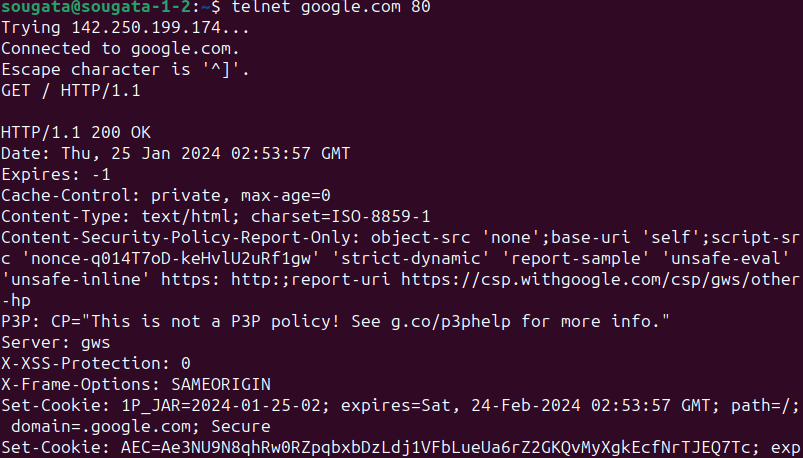 sougata@sougata-1-2:~$ telnet google.com 80
Trying 142.250.199.174...
Connected to google.com.
Escape character is '^]'.
GET / HTTP/1.1

HTTP/1.1 200 OK
Date: Thu, 25 Jan 2024 02:53:57 GMT
Expires: -1
Cache-Control: private, max-age=0
Content-Type: text/html; charset=ISO-8859-1
Content-Security-Policy-Report-Only: object-src 'none';base-uri 'self';script-sr
c 'nonce-q014T7oD-keHvlU2uRf1gw' 'strict-dynamic' 'report-sample' 'unsafe-eval'
'unsafe-inline' https: http:;report-uri https://csp.withgoogle.com/csp/gws/other
-hp
P3P: CP="This is not a P3P policy! See g.co/p3phelp for more info."
Server: gws
X-XSS-Protection: 0
X-Frame-Options: SAMEORIGIN
Set-Cookie: 1P_JAR=2024-01-25-02; expires=Sat, 24-Feb-2024 02:53:57 GMT; path=/;
 domain=.google.com; Secure
Set-Cookie: AEC=Ae3NU9N8qhRw0RZpqbxbDzLdj1VFbLueUa6rZ2GKQvMyXgkEcfNrTJEQ7Tc; exp